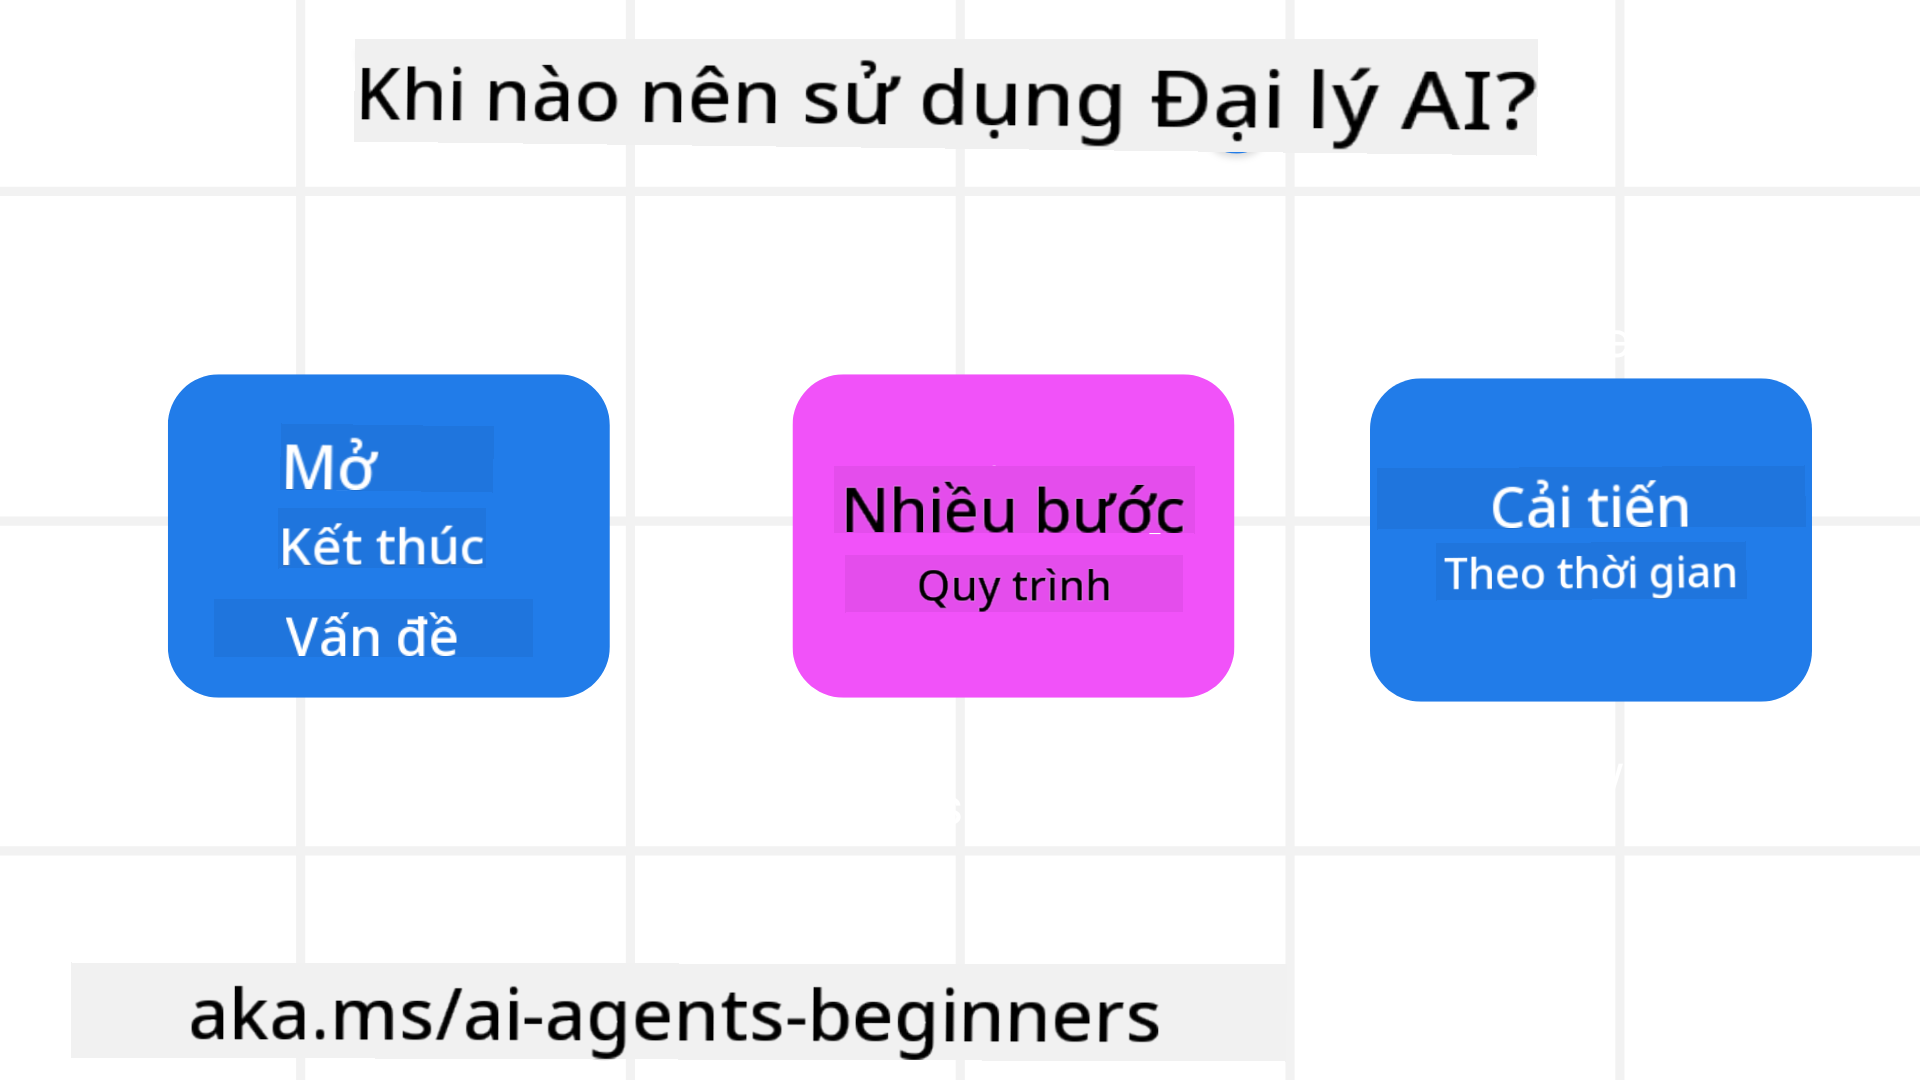 Khi nào nên sử dụng Đại lý AI?
Mở
Kết thúc
Vấn đề
Nhiều bước
Quy trình
Cải tiến
Theo thời gian
aka.ms/ai-agents-beginners